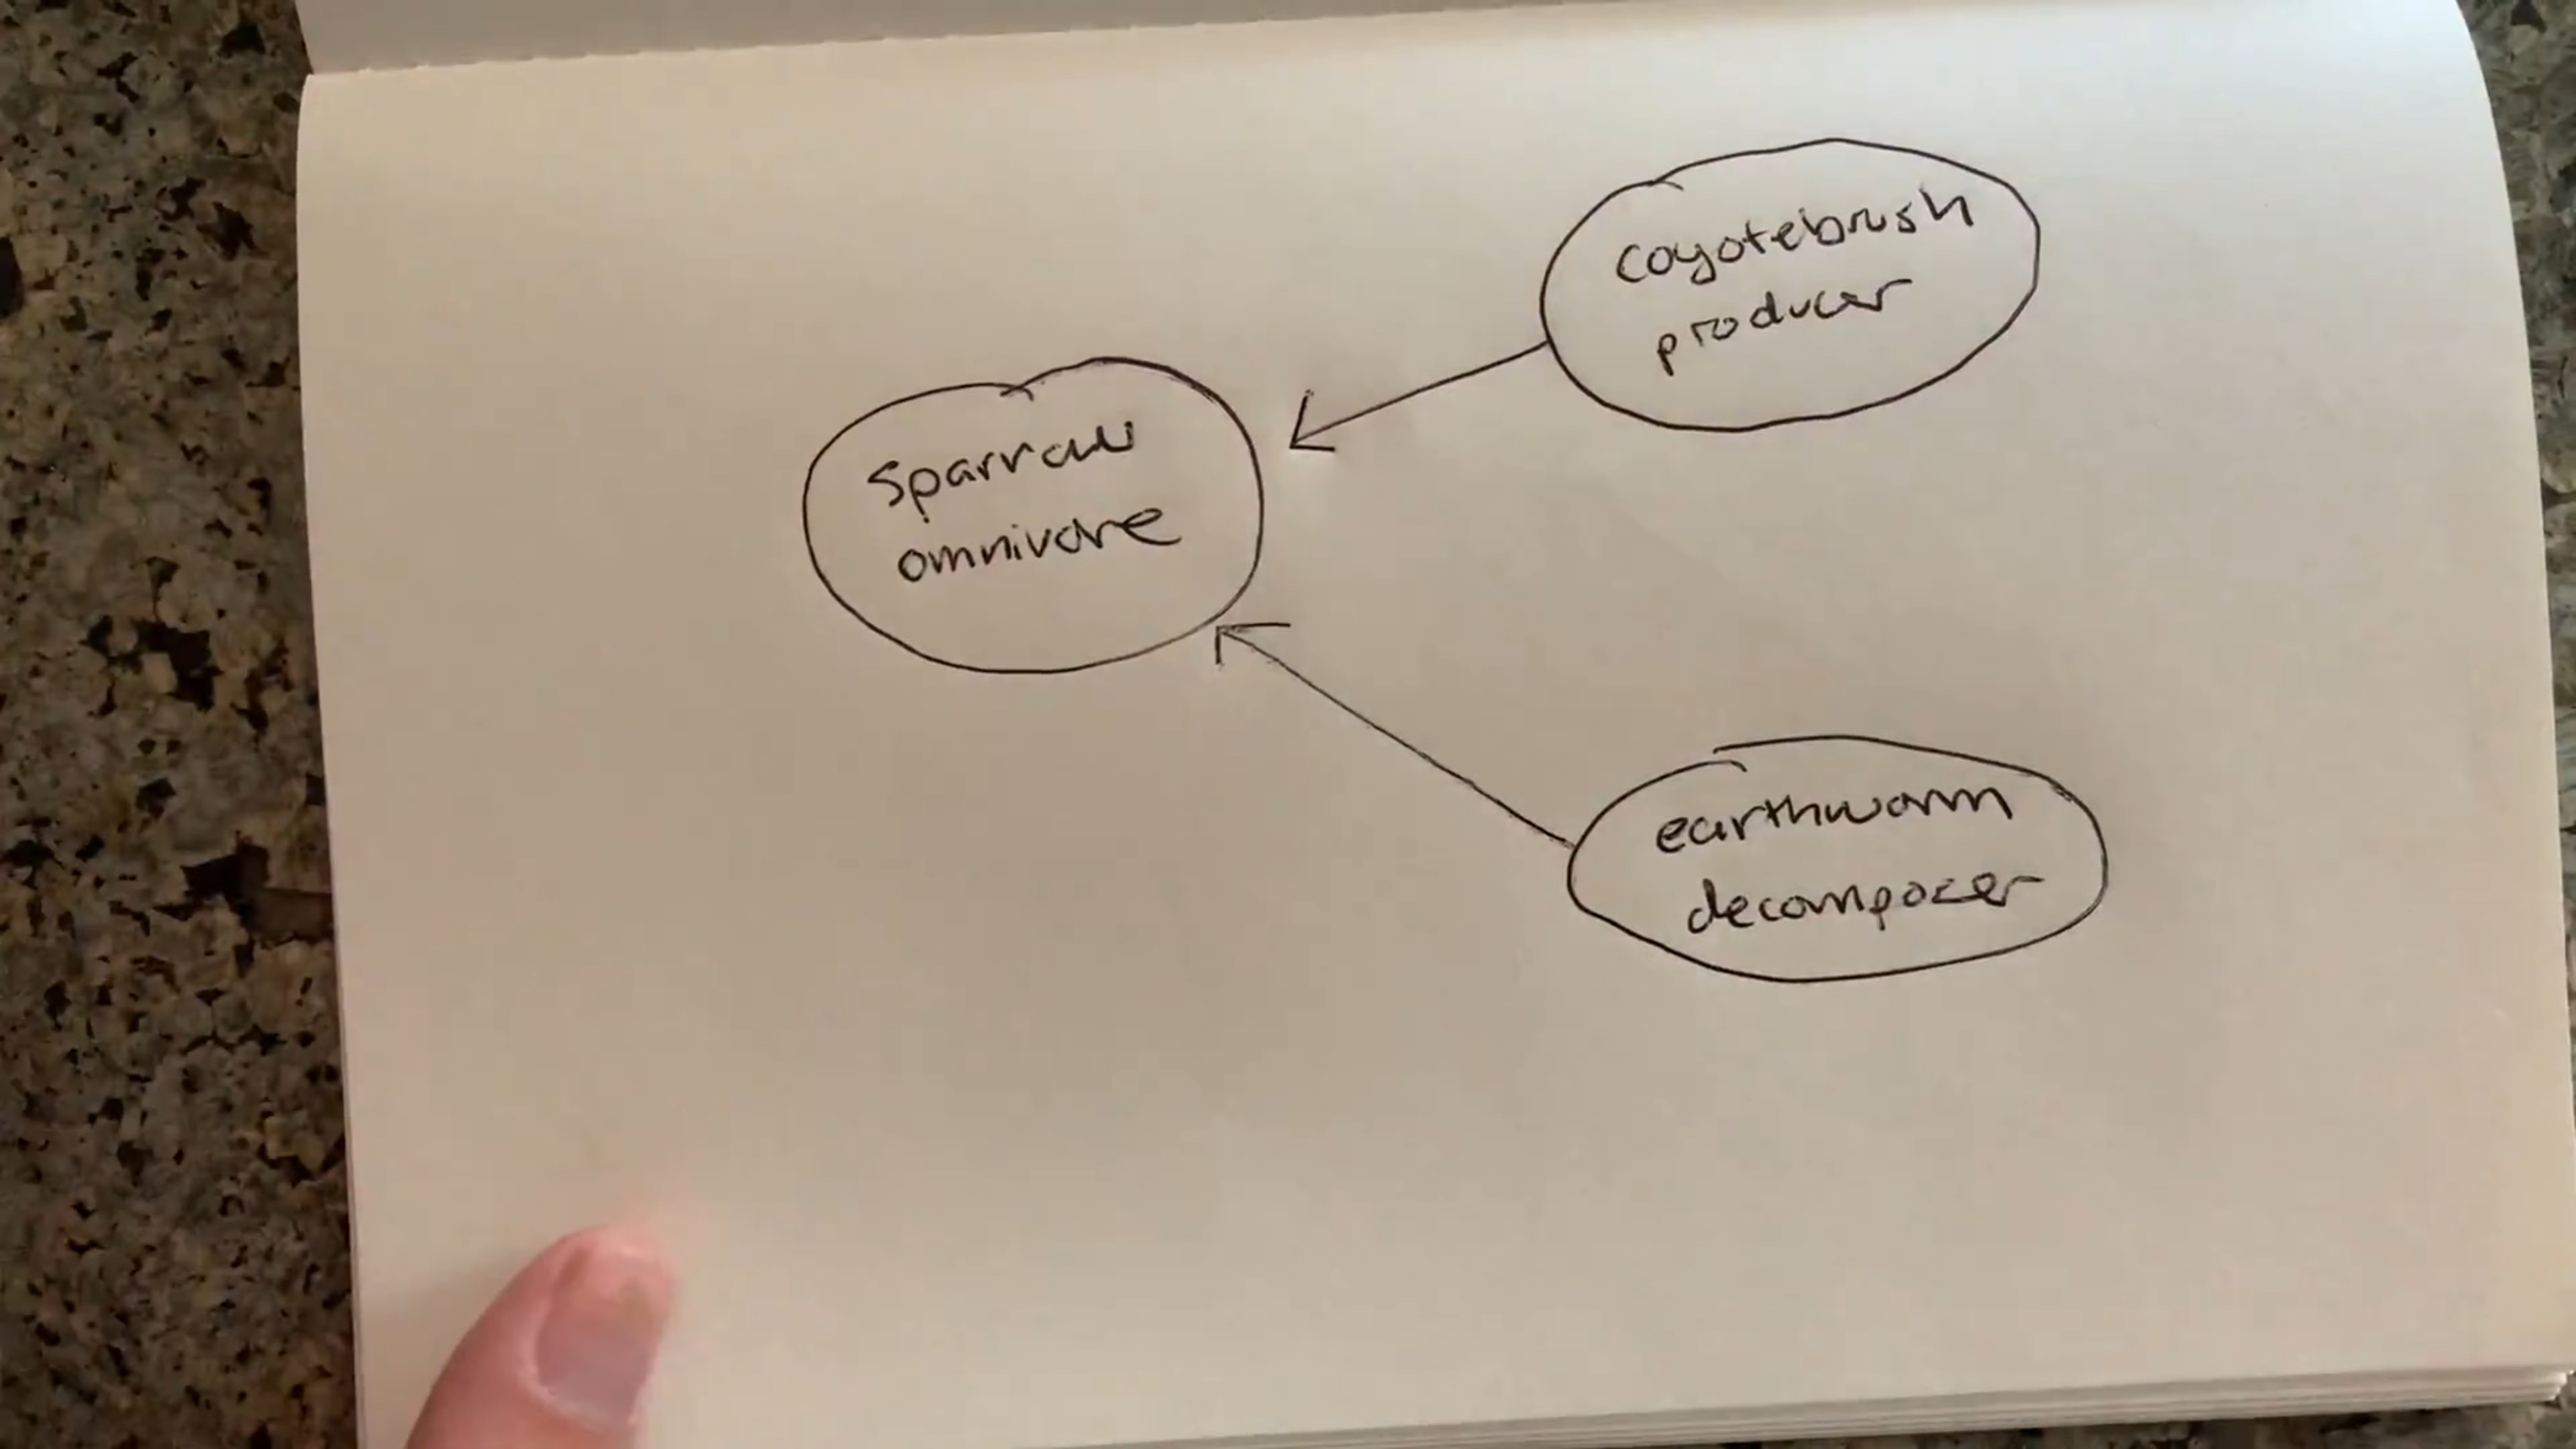 coyotebrush
producer
sparrow
omnivore
earthworm
decomposer